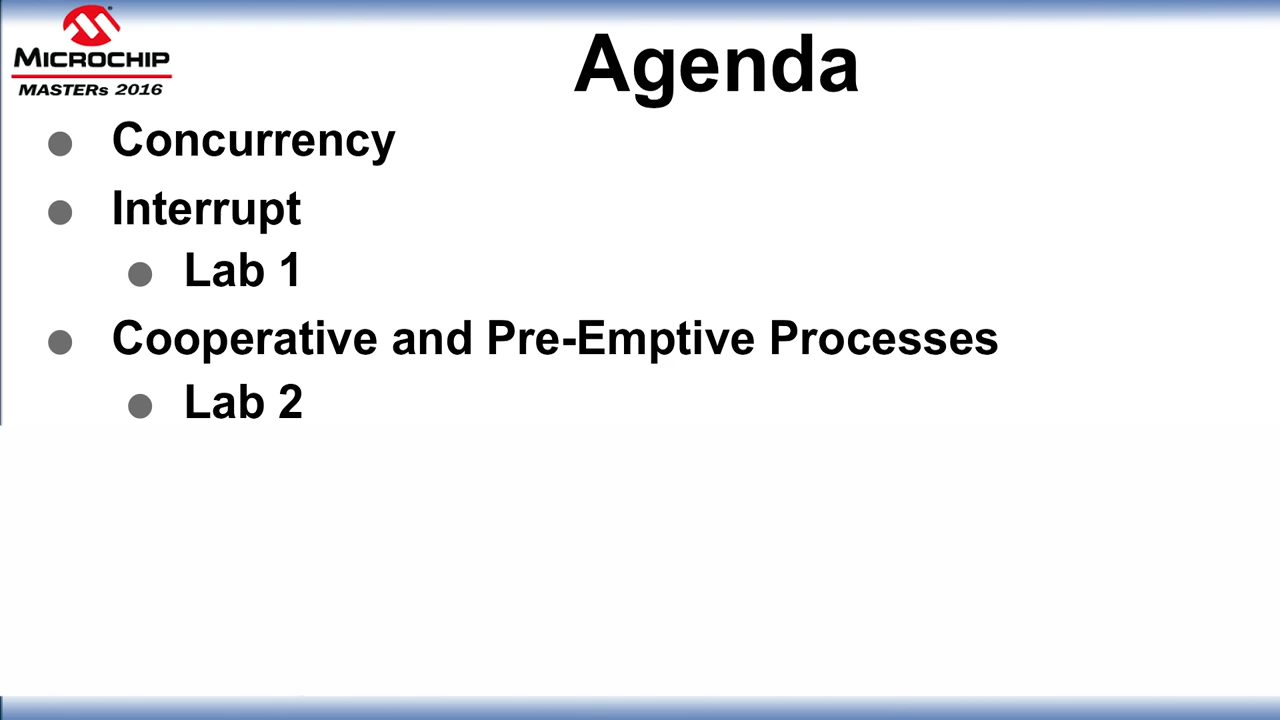 MICROCHIP
MASTERs 2016
Agenda
Concurrency
Interrupt
Lab 1
Cooperative and Pre-Emptive Processes
Lab 2